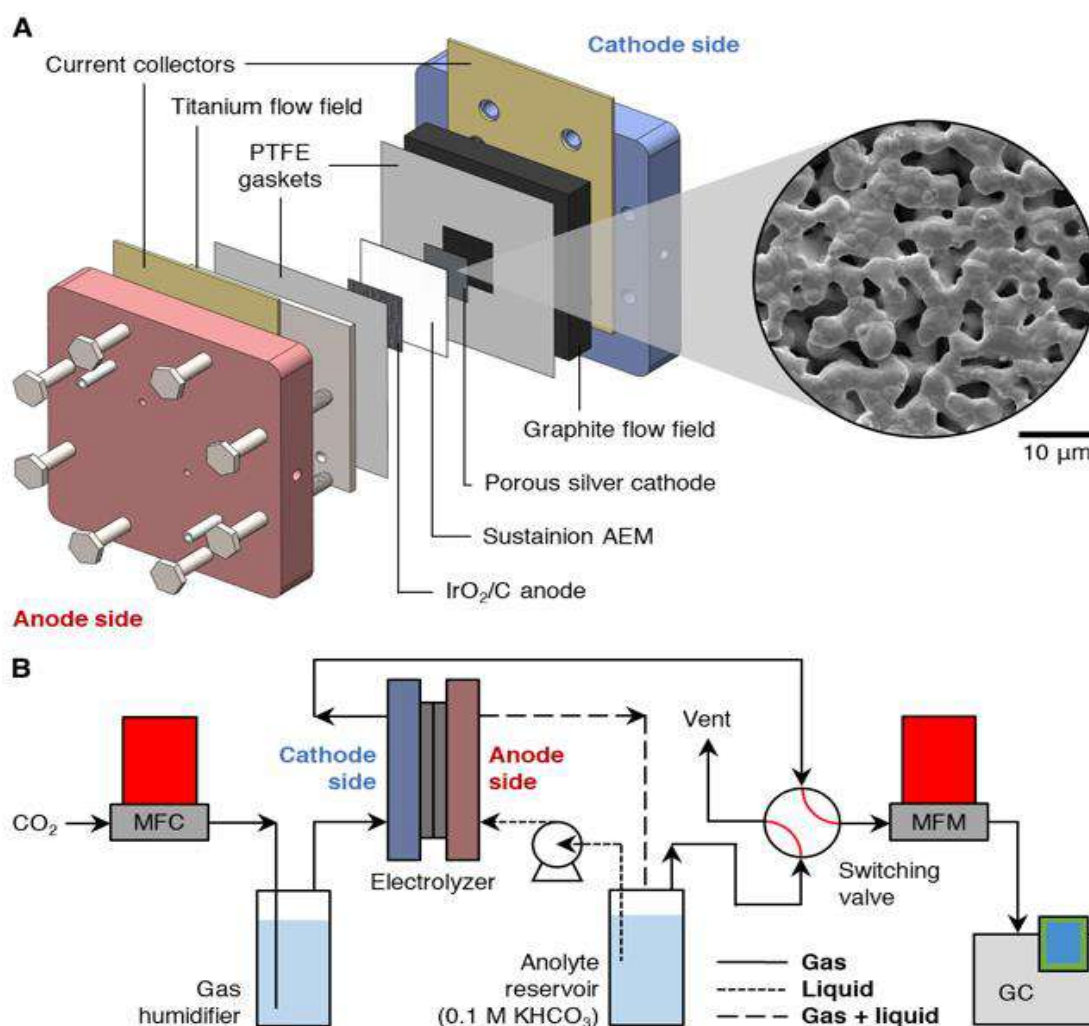 A
Cathode side
Current collectors
Titanium flow field
PTFE
gaskets
Graphite flow field
10 μm
Porous silver cathode
Sustainion AEM
IrO₂/C anode
Anode side
B
Vent
Cathode
side
Anode
side
CO₂
MFC
MFM
Electrolyzer
Switching
valve
Gas
humidifier
Anolyte
reservoir
(0.1 M KHCO₃)
Gas
Liquid
Gas + liquid
GC